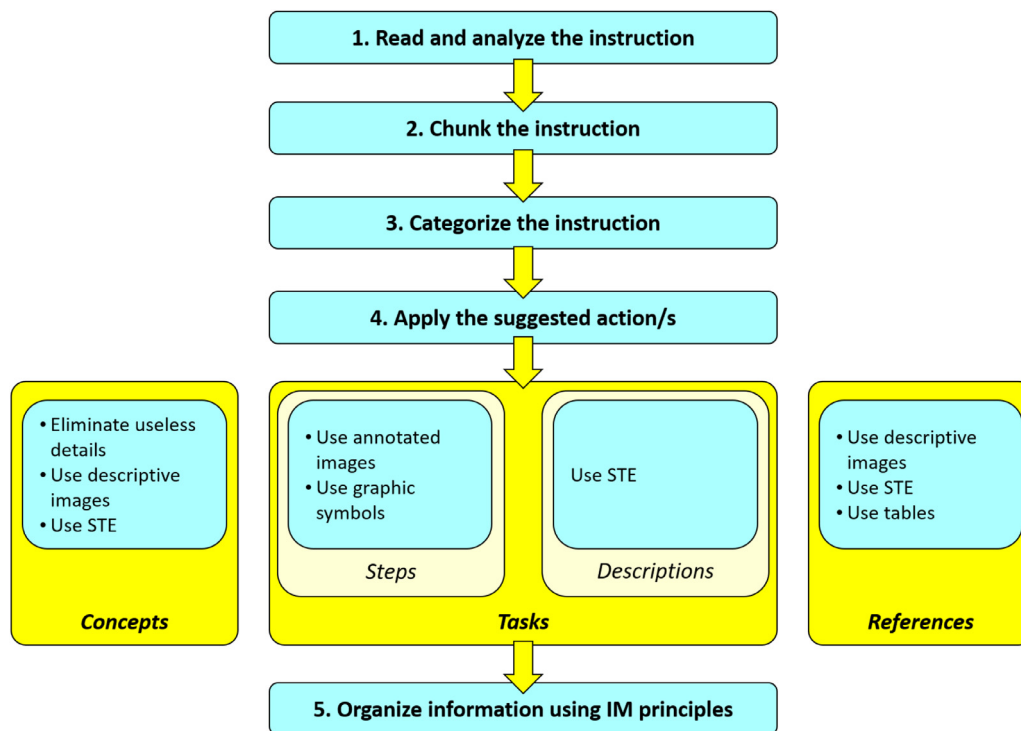 1. Read and analyze the instruction
2. Chunk the instruction
3. Categorize the instruction
4. Apply the suggested action/s
• Eliminate useless
details
• Use descriptive
images
• Use STE
Concepts
• Use annotated
images
• Use graphic
symbols
Steps
Use STE
Descriptions
Tasks
• Use descriptive
images
• Use STE
• Use tables
References
5. Organize information using IM principles